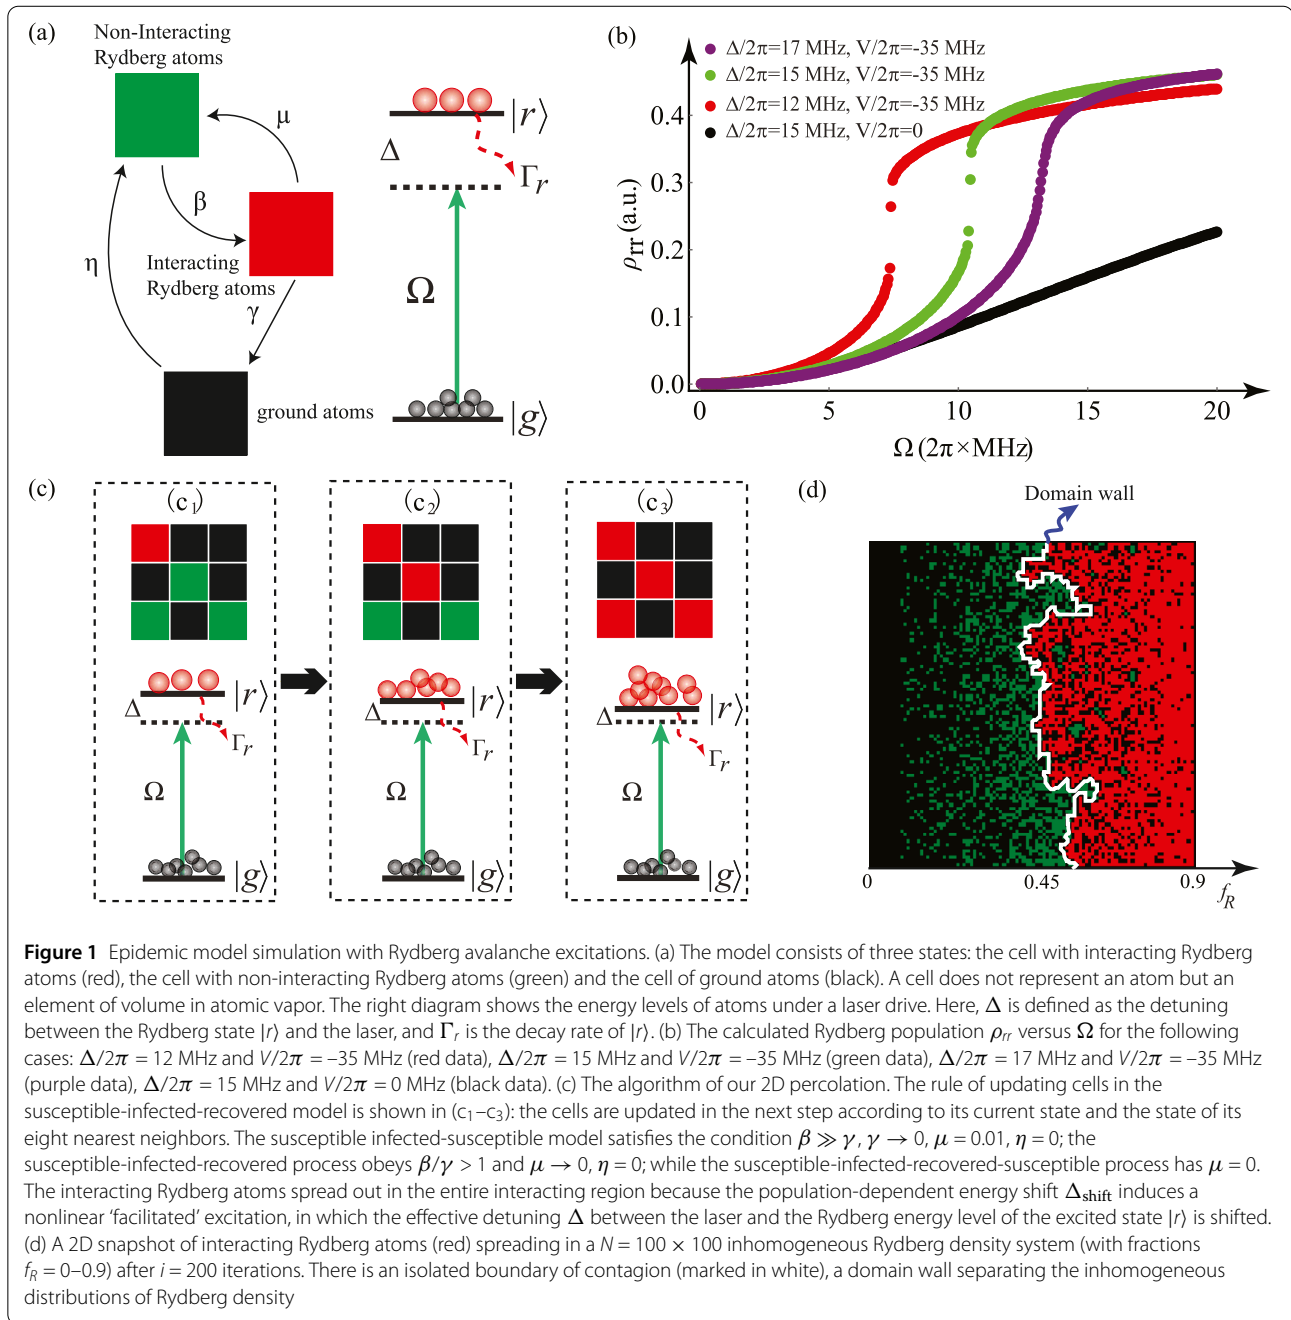 (a)
Non-Interacting
Rydberg atoms
μ
β
η
Interacting
Rydberg atoms
γ
ground atoms
|r⟩
Δ
Γr
Ω
|g⟩
(b)
Δ/2π=17 MHz, V/2π=-35 MHz
Δ/2π=15 MHz, V/2π=-35 MHz
Δ/2π=12 MHz, V/2π=-35 MHz
Δ/2π=15 MHz, V/2π=0
ρrr (a.u.)
0.4
0.3
0.2
0.1
0.0
0 5 10 15 20
Ω (2π×MHz)
(c)
(c1)
|r⟩
Δ
Γr
Ω
|g⟩
(c2)
|r⟩
Δ
Γr
Ω
|g⟩
(c3)
|r⟩
Δ
Γr
Ω
|g⟩
(d)
Domain wall
0 0.45 0.9
fR
Figure 1 Epidemic model simulation with Rydberg avalanche excitations. (a) The model consists of three states: the cell with interacting Rydberg
atoms (red), the cell with non-interacting Rydberg atoms (green) and the cell of ground atoms (black). A cell does not represent an atom but an
element of volume in atomic vapor. The right diagram shows the energy levels of atoms under a laser drive. Here, Δ is defined as the detuning
between the Rydberg state |r⟩ and the laser, and Γr is the decay rate of |r⟩. (b) The calculated Rydberg population ρrr versus Ω for the following
cases: Δ/2π = 12 MHz and V/2π = –35 MHz (red data), Δ/2π = 15 MHz and V/2π = –35 MHz (green data), Δ/2π = 17 MHz and V/2π = –35 MHz
(purple data), Δ/2π = 15 MHz and V/2π = 0 MHz (black data). (c) The algorithm of our 2D percolation. The rule of updating cells in the
susceptible-infected-recovered model is shown in (c1–c3): the cells are updated in the next step according to its current state and the state of its
eight nearest neighbors. The susceptible infected-susceptible model satisfies the condition β ≫ γ, γ → 0, μ = 0.01, η = 0; the
susceptible-infected-recovered process obeys β/γ > 1 and μ → 0, η = 0; while the susceptible-infected-recovered-susceptible process has μ = 0.
The interacting Rydberg atoms spread out in the entire interacting region because the population-dependent energy shift Δshift induces a
nonlinear ‘facilitated’ excitation, in which the effective detuning Δ between the laser and the Rydberg energy level of the excited state |r⟩ is shifted.
(d) A 2D snapshot of interacting Rydberg atoms (red) spreading in a N = 100 × 100 inhomogeneous Rydberg density system (with fractions
fR = 0–0.9) after i = 200 iterations. There is an isolated boundary of contagion (marked in white), a domain wall separating the inhomogeneous
distributions of Rydberg density